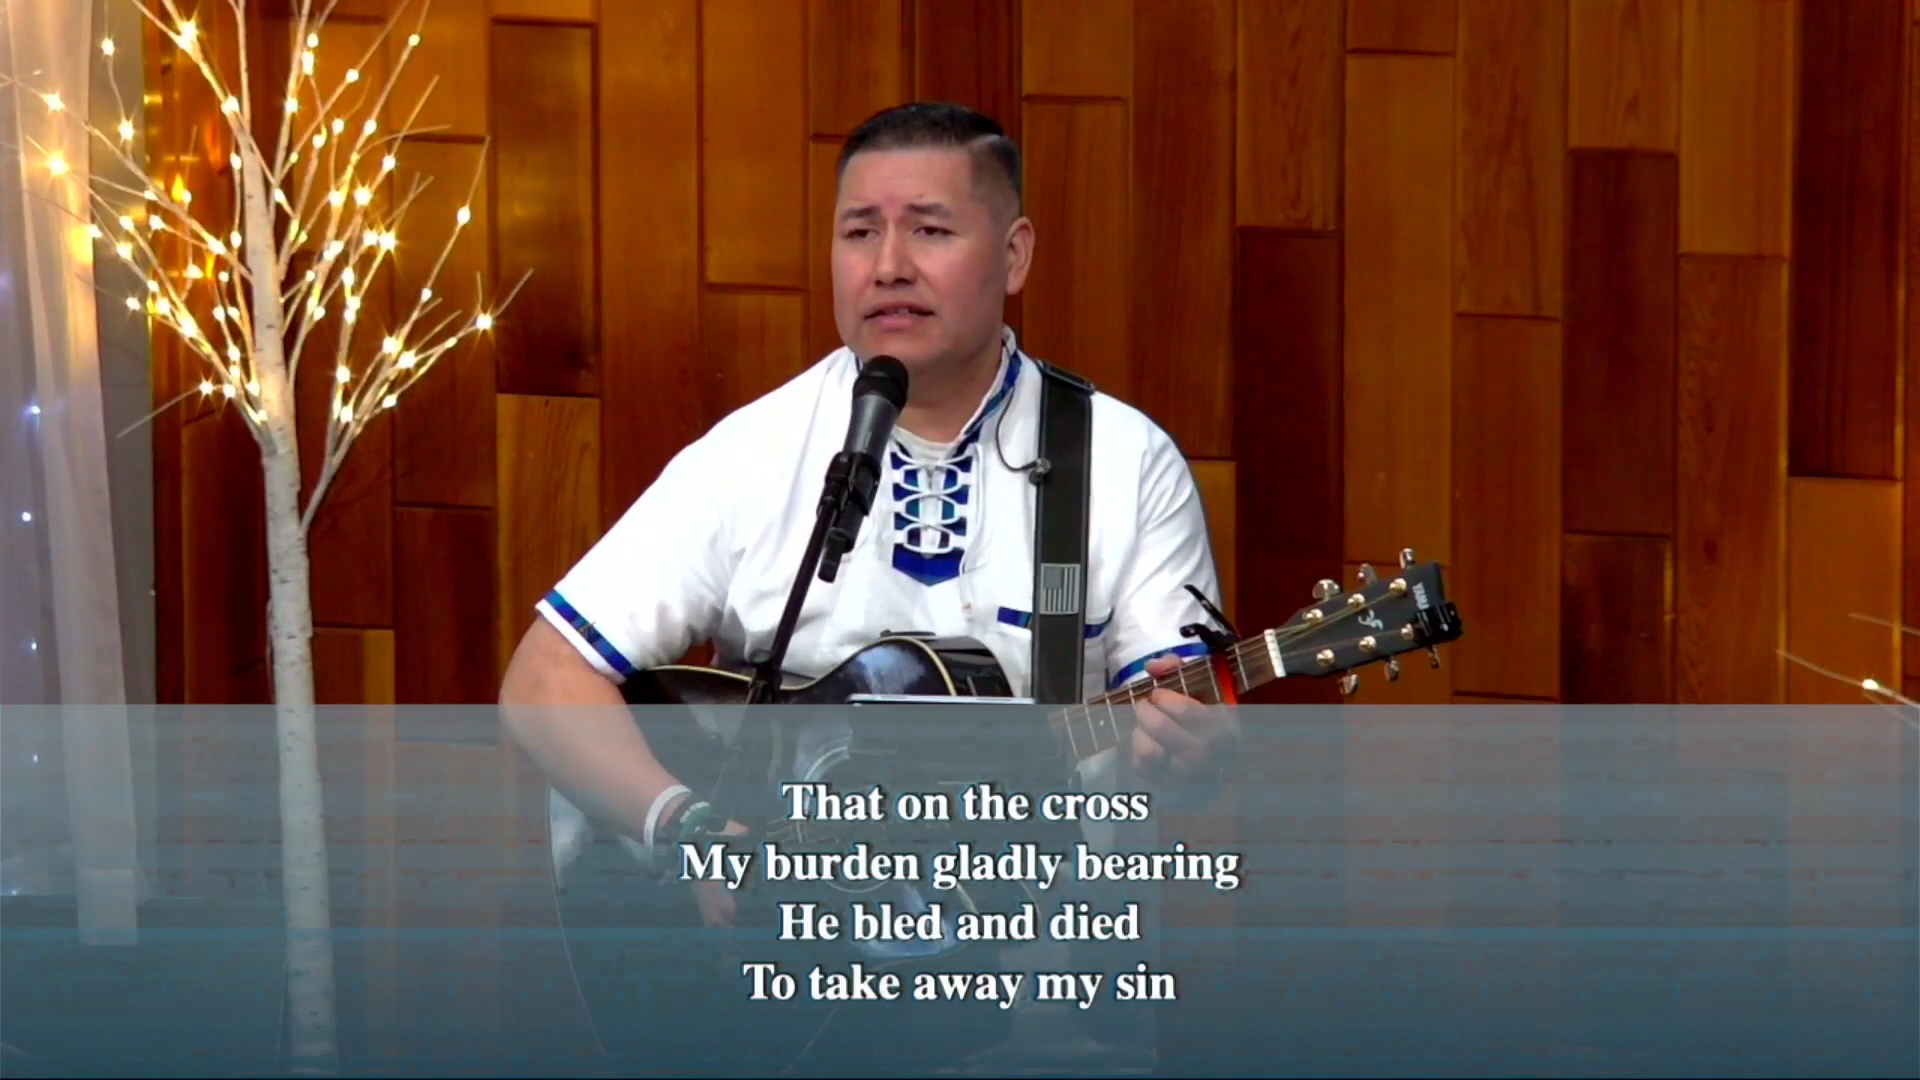 That on the cross
My burden gladly bearing
He bled and died
To take away my sin